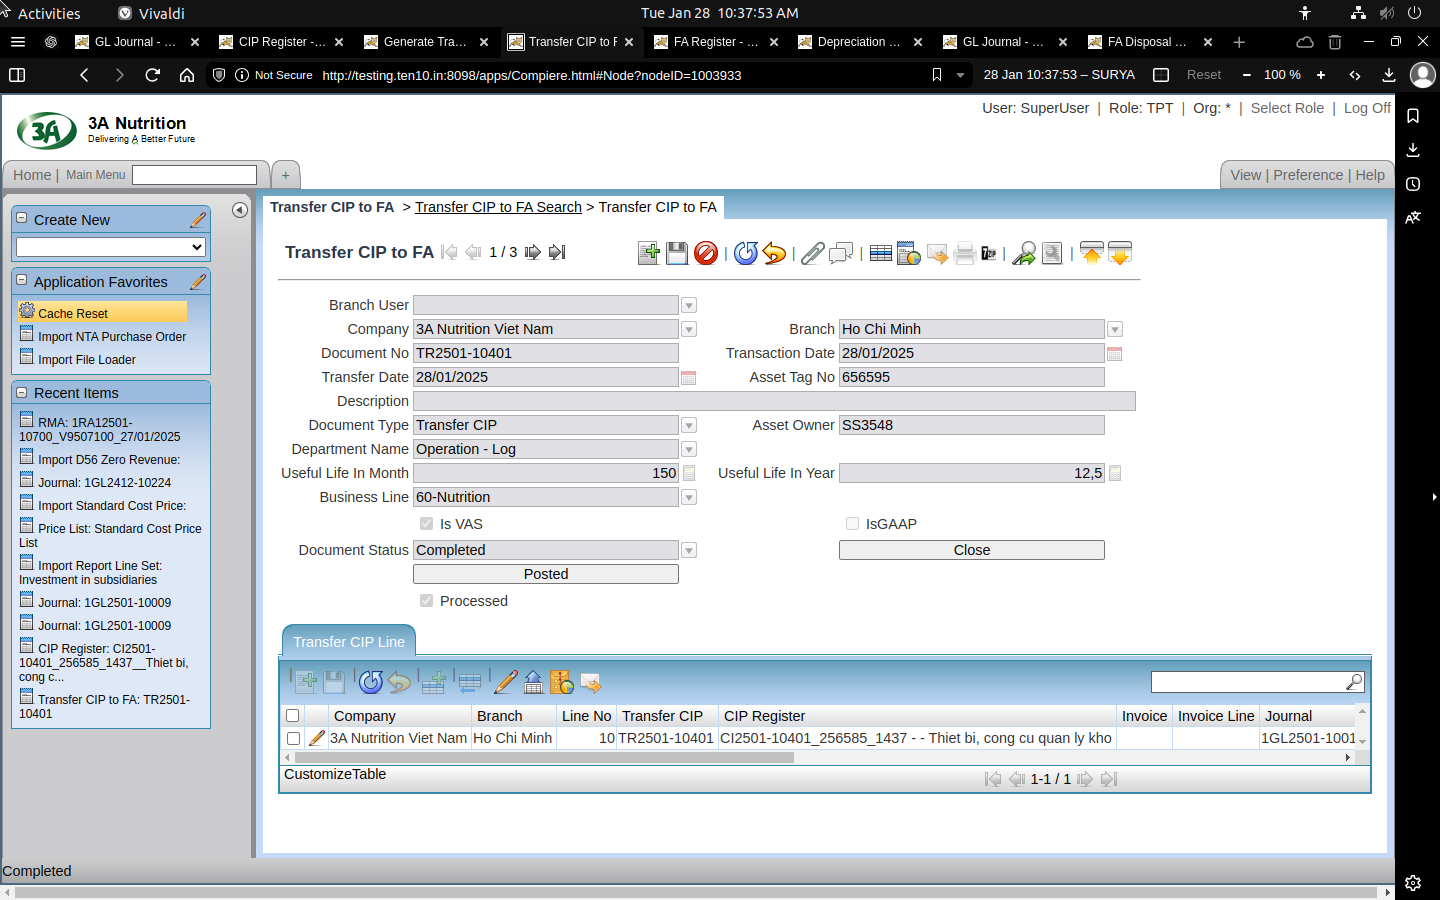 Activities
Vivaldi
Tue Jan 28 10:37:53 AM
GL Journal - ...
CIP Register -...
Generate Tra...
Transfer CIP to F
FA Register - ...
Depreciation ...
GL Journal - ...
FA Disposal ...
Not Secure
http://testing.ten10.in:8098/apps/Compiere.html#Node?nodeID=1003933
28 Jan 10:37:53 – SURYA
Reset
100 %
3A
3A Nutrition
Delivering A Better Future
User: SuperUser | Role: TPT | Org: * | Select Role | Log Off
Home | Main Menu
+
View | Preference | Help
Create New
Application Favorites
Cache Reset
Import NTA Purchase Order
Import File Loader
Recent Items
RMA: 1RA12501-
10700_V9507100_27/01/2025
Import D56 Zero Revenue:
Journal: 1GL2412-10224
Import Standard Cost Price:
Price List: Standard Cost Price
List
Import Report Line Set:
Investment in subsidiaries
Journal: 1GL2501-10009
Journal: 1GL2501-10009
CIP Register: CI2501-
10401_256585_1437__Thiet bi,
cong c...
Transfer CIP to FA: TR2501-
10401
Transfer CIP to FA > Transfer CIP to FA Search > Transfer CIP to FA
Transfer CIP to FA
1 / 3
Branch User
Company 3A Nutrition Viet Nam
Branch Ho Chi Minh
Document No TR2501-10401
Transaction Date 28/01/2025
Transfer Date 28/01/2025
Asset Tag No 656595
Description
Document Type Transfer CIP
Asset Owner SS3548
Department Name Operation - Log
Useful Life In Month 150
Useful Life In Year 12,5
Business Line 60-Nutrition
Is VAS
IsGAAP
Document Status Completed
Close
Posted
Processed
Transfer CIP Line
Company Branch Line No Transfer CIP CIP Register Invoice Invoice Line Journal
3A Nutrition Viet Nam Ho Chi Minh 10 TR2501-10401 CI2501-10401_256585_1437 - - Thiet bi, cong cu quan ly kho 1GL2501-1001
CustomizeTable
1-1 / 1
Completed